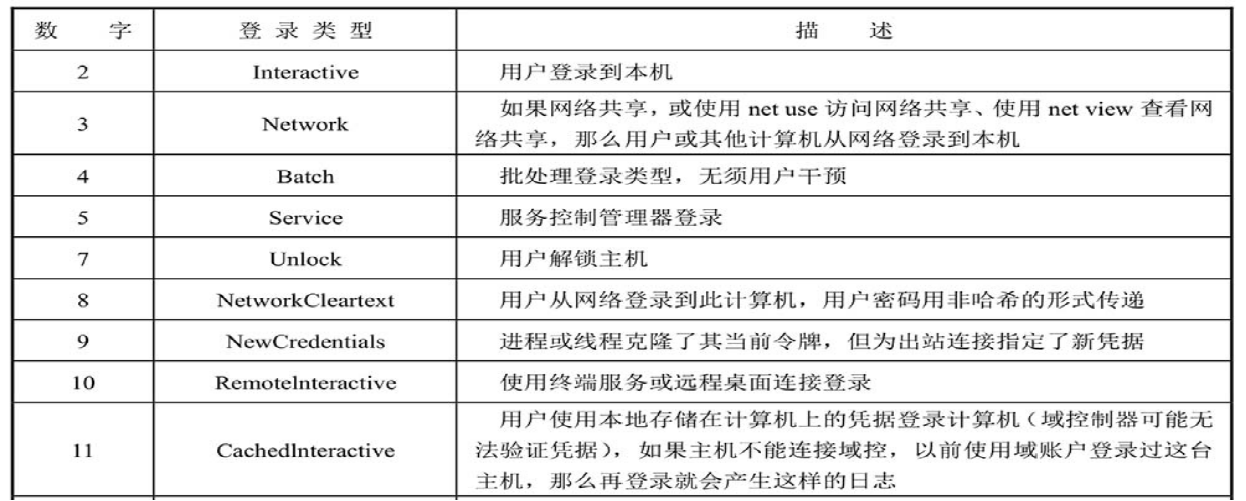 数 字 登 录 类 型 描 述
2 Interactive 用户登录到本机
3 Network 如果网络共享，或使用 net use 访问网络共享、使用 net view 查看网
络共享，那么用户或其他计算机从网络登录到本机
4 Batch 批处理登录类型，无须用户干预
5 Service 服务控制管理器登录
7 Unlock 用户解锁主机
8 NetworkCleartext 用户从网络登录到此计算机，用户密码用非哈希的形式传递
9 NewCredentials 进程或线程克隆了其当前令牌，但为出站连接指定了新凭据
10 RemoteInteractive 使用终端服务或远程桌面连接登录
11 CachedInteractive 用户使用本地存储在计算机上的凭据登录计算机（域控制器可能无
法验证凭据），如果主机不能连接域控，以前使用域账户登录过这台
主机，那么再登录就会产生这样的日志